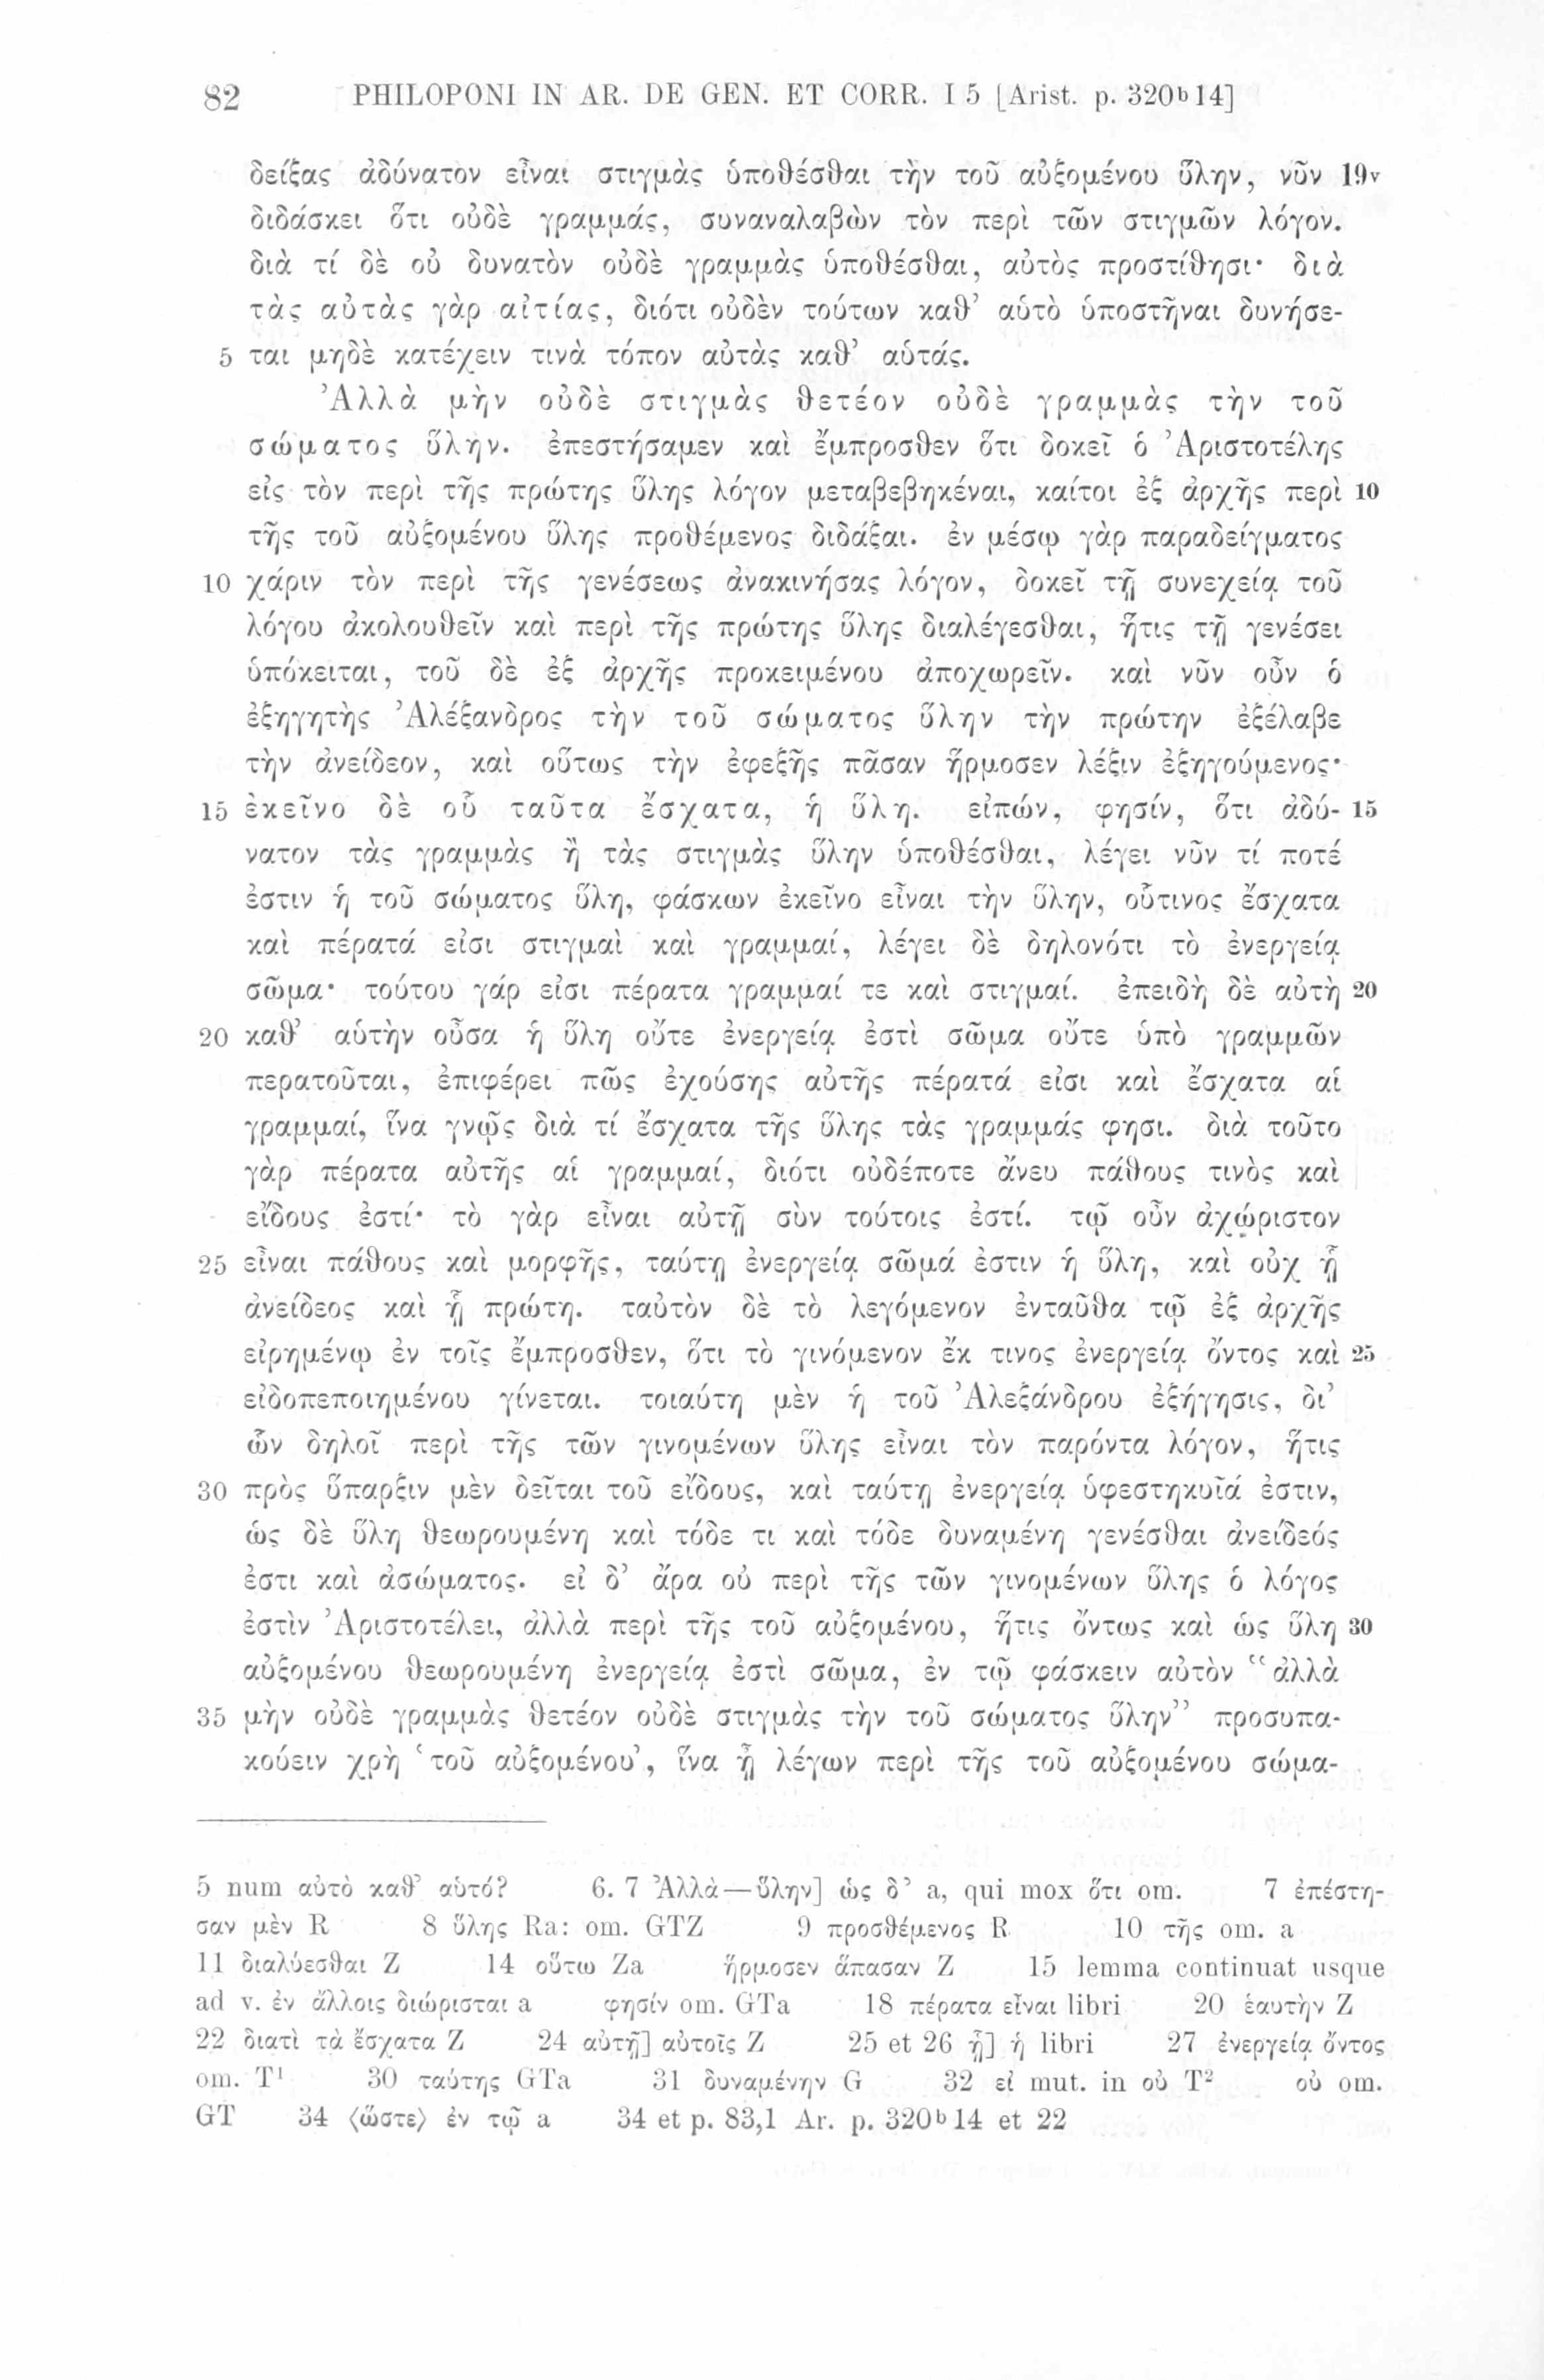 82 PHILOPONI IN AR. DE GEN. ET CORR. I 5 [Arist. p. 320b14]
δείξας ἀδύνατον εἶναι στιγμὰς ὑποθέσθαι τὴν τοῦ αὐξομένου ὕλην, νῦν 19v
διδάσκει ὅτι οὐδὲ γραμμάς, συναναλαβὼν τὸν περὶ τῶν στιγμῶν λόγον.
διὰ τί δὲ οὐ δυνατὸν οὐδὲ γραμμὰς ὑποθέσθαι, αὐτὸς προστίθησι· διὰ
τὰς αὐτὰς γὰρ αἰτίας, διότι οὐδὲν τούτων καθ’ αὑτὸ ὑποστῆναι δυνήσε-
5 ται μηδὲ κατέχειν τινὰ τόπον αὐτὰς καθ’ αὑτάς.
Ἀλλὰ μὴν οὐδὲ στιγμὰς θετέον οὐδὲ γραμμὰς τὴν τοῦ
σώματος ὕλην. ἐπεστήσαμεν καὶ ἔμπροσθεν ὅτι δοκεῖ ὁ Ἀριστοτέλης
εἰς τὸν περὶ τῆς πρώτης ὕλης λόγον μεταβεβηκέναι, καίτοι ἐξ ἀρχῆς περὶ 10
τῆς τοῦ αὐξομένου ὕλης προθέμενος διδάξαι. ἐν μέσῳ γὰρ παραδείγματος
10 χάριν τὸν περὶ τῆς γενέσεως ἀνακινήσας λόγον, δοκεῖ τῇ συνεχείᾳ τοῦ
λόγου ἀκολουθεῖν καὶ περὶ τῆς πρώτης ὕλης διαλέγεσθαι, ἥτις τῇ γενέσει
ὑπόκειται, τοῦ δὲ ἐξ ἀρχῆς προκειμένου ἀποχωρεῖν. καὶ νῦν οὖν ὁ
ἐξηγητὴς Ἀλέξανδρος τὴν τοῦ σώματος ὕλην τὴν πρώτην ἐξέλαβε
τὴν ἀνείδεον, καὶ οὕτως τὴν ἐφεξῆς πᾶσαν ἥρμοσεν λέξιν ἐξηγούμενος·
15 ἐκεῖνο δὲ οὗ ταῦτα ἔσχατα, ἡ ὕλη. εἰπών, φησίν, ὅτι ἀδύ- 15
νατον τὰς γραμμὰς ἢ τὰς στιγμὰς ὕλην ὑποθέσθαι, λέγει νῦν τί ποτέ
ἐστιν ἡ τοῦ σώματος ὕλη, φάσκων ἐκεῖνο εἶναι τὴν ὕλην, οὗτινος ἔσχατα
καὶ πέρατά εἰσι στιγμαὶ καὶ γραμμαί, λέγει δὲ δηλονότι τὸ ἐνεργείᾳ
σῶμα· τούτου γάρ εἰσι πέρατα γραμμαί τε καὶ στιγμαί. ἐπειδὴ δὲ αὐτὴ 20
20 καθ’ αὑτὴν οὖσα ἡ ὕλη οὔτε ἐνεργείᾳ ἐστὶ σῶμα οὔτε ὑπὸ γραμμῶν
περατοῦται, ἐπιφέρει πῶς ἐχούσης αὐτῆς πέρατά εἰσι καὶ ἔσχατα αἱ
γραμμαί, ἵνα γνῷς διὰ τί ἔσχατα τῆς ὕλης τὰς γραμμάς φησι. διὰ τοῦτο
γὰρ πέρατα αὐτῆς αἱ γραμμαί, διότι οὐδέποτε ἄνευ πάθους τινὸς καὶ
εἴδους ἐστί· τὸ γὰρ εἶναι αὐτῇ σὺν τούτοις ἐστί. τῷ οὖν ἀχώριστον
25 εἶναι πάθους καὶ μορφῆς, ταύτῃ ἐνεργείᾳ σῶμά ἐστιν ἡ ὕλη, καὶ οὐχ ᾗ
ἀνείδεος καὶ ᾗ πρώτη. ταὐτὸν δὲ τὸ λεγόμενον ἐνταῦθα τῷ ἐξ ἀρχῆς
εἰρημένῳ ἐν τοῖς ἔμπροσθεν, ὅτι τὸ γινόμενον ἔκ τινος ἐνεργείᾳ ὄντος καὶ 25
εἰδοπεποιημένου γίνεται. τοιαύτη μὲν ἡ τοῦ Ἀλεξάνδρου ἐξήγησις, δι’
ὧν δηλοῖ περὶ τῆς τῶν γινομένων ὕλης εἶναι τὸν παρόντα λόγον, ἥτις
30 πρὸς ὕπαρξιν μὲν δεῖται τοῦ εἴδους, καὶ ταύτῃ ἐνεργείᾳ ὑφεστηκυῖά ἐστιν,
ὡς δὲ ὕλη θεωρουμένη καὶ τόδε τι καὶ τόδε δυναμένη γενέσθαι ἀνείδεός
ἐστι καὶ ἀσώματος. εἰ δ’ ἄρα οὐ περὶ τῆς τῶν γινομένων ὕλης ὁ λόγος
ἐστὶν Ἀριστοτέλει, ἀλλὰ περὶ τῆς τοῦ αὐξομένου, ἥτις ὄντως καὶ ὡς ὕλη 30
αὐξομένου θεωρουμένη ἐνεργείᾳ ἐστὶ σῶμα, ἐν τῷ φάσκειν αὐτὸν “ἀλλὰ
35 μὴν οὐδὲ γραμμὰς θετέον οὐδὲ στιγμὰς τὴν τοῦ σώματος ὕλην” προσυπα-
κούειν χρὴ ‘τοῦ αὐξομένου’, ἵνα ᾖ λέγων περὶ τῆς τοῦ αὐξομένου σώμα-
5 num αὐτὸ καθ’ αὑτό? 6. 7 Ἀλλὰ—ὕλην] ὡς δ’ a, qui mox ὅτι om. 7 ἐπέστη-
σαν μὲν R 8 ὕλης Ra: om. GTZ 9 προσθέμενος R 10 τῆς om. a
11 διαλύεσθαι Z 14 οὕτω Za ἥρμοσεν ἅπασαν Z 15 lemma continuat usque
ad v. ἐν ἄλλοις διώρισται a φησίν om. GTa 18 πέρατα εἶναι libri 20 ἑαυτὴν Z
22 διατὶ τὰ ἔσχατα Z 24 αὐτῇ] αὐτοῖς Z 25 et 26 ᾗ] ἡ libri 27 ἐνεργείᾳ ὄντος
om. T¹ 30 ταύτης GTa 31 δυναμένην G 32 εἰ mut. in οὐ T² οὐ om.
GT 34 ⟨ὥστε⟩ ἐν τῷ a 34 et p. 83,1 Ar. p. 320b14 et 22